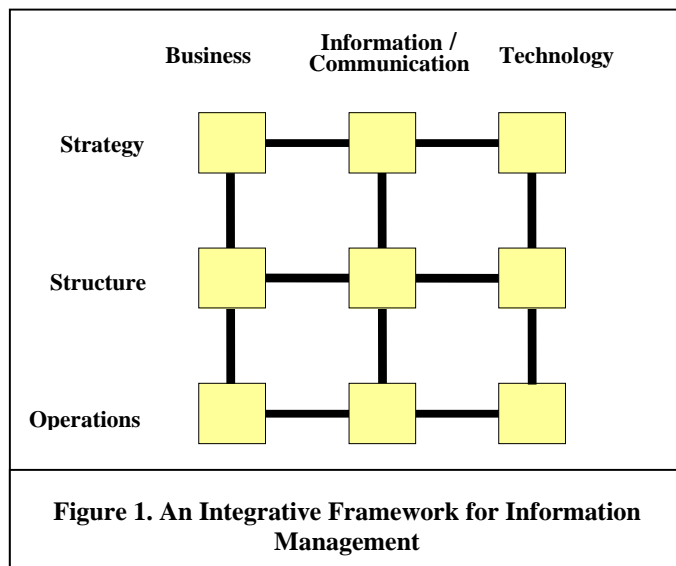 Business
Information /
Communication
Technology
Strategy
Structure
Operations
Figure 1. An Integrative Framework for Information
Management